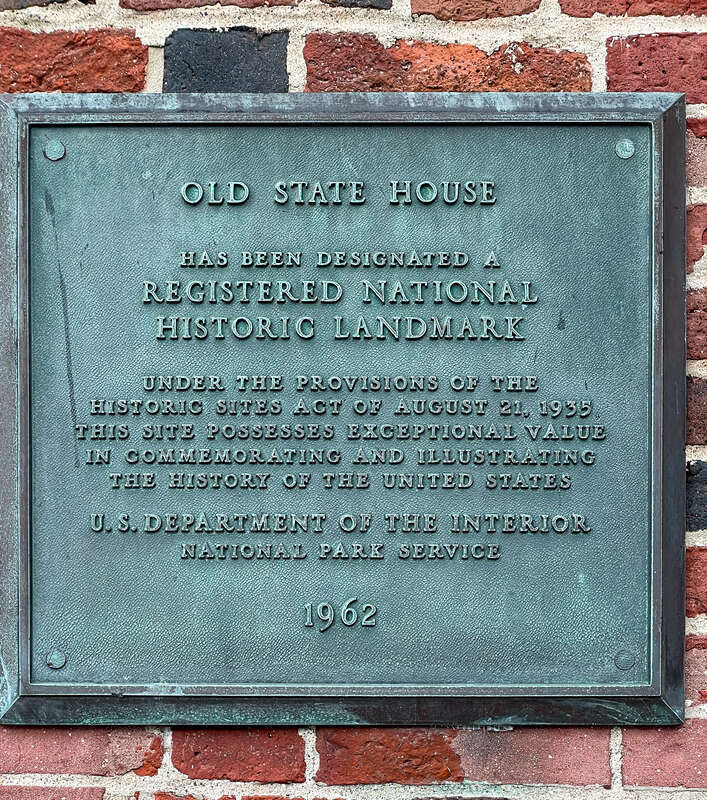 OLD STATE HOUSE
HAS BEEN DESIGNATED A
REGISTERED NATIONAL
HISTORIC LANDMARK
UNDER THE PROVISIONS OF THE
HISTORIC SITES ACT OF AUGUST 21, 1935,
THIS SITE POSSESSES EXCEPTIONAL VALUE
IN COMMEMORATING AND ILLUSTRATING
THE HISTORY OF THE UNITED STATES
U. S. DEPARTMENT OF THE INTERIOR
NATIONAL PARK SERVICE
1962